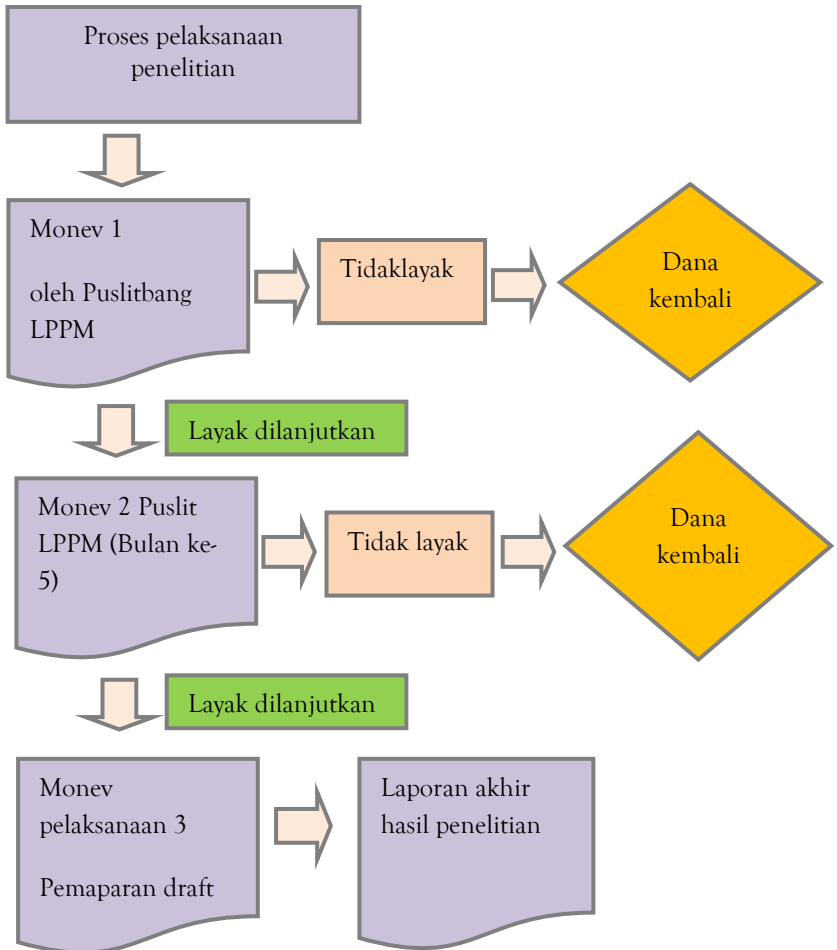 Proses pelaksanaan
penelitian
Monev 1
oleh Puslitbang
LPPM
Tidaklayak
Dana
kembali
Layak dilanjutkan
Monev 2 Puslit
LPPM (Bulan ke-
5)
Tidak layak
Dana
kembali
Layak dilanjutkan
Monev
pelaksanaan 3
Pemaparan draft
Laporan akhir
hasil penelitian